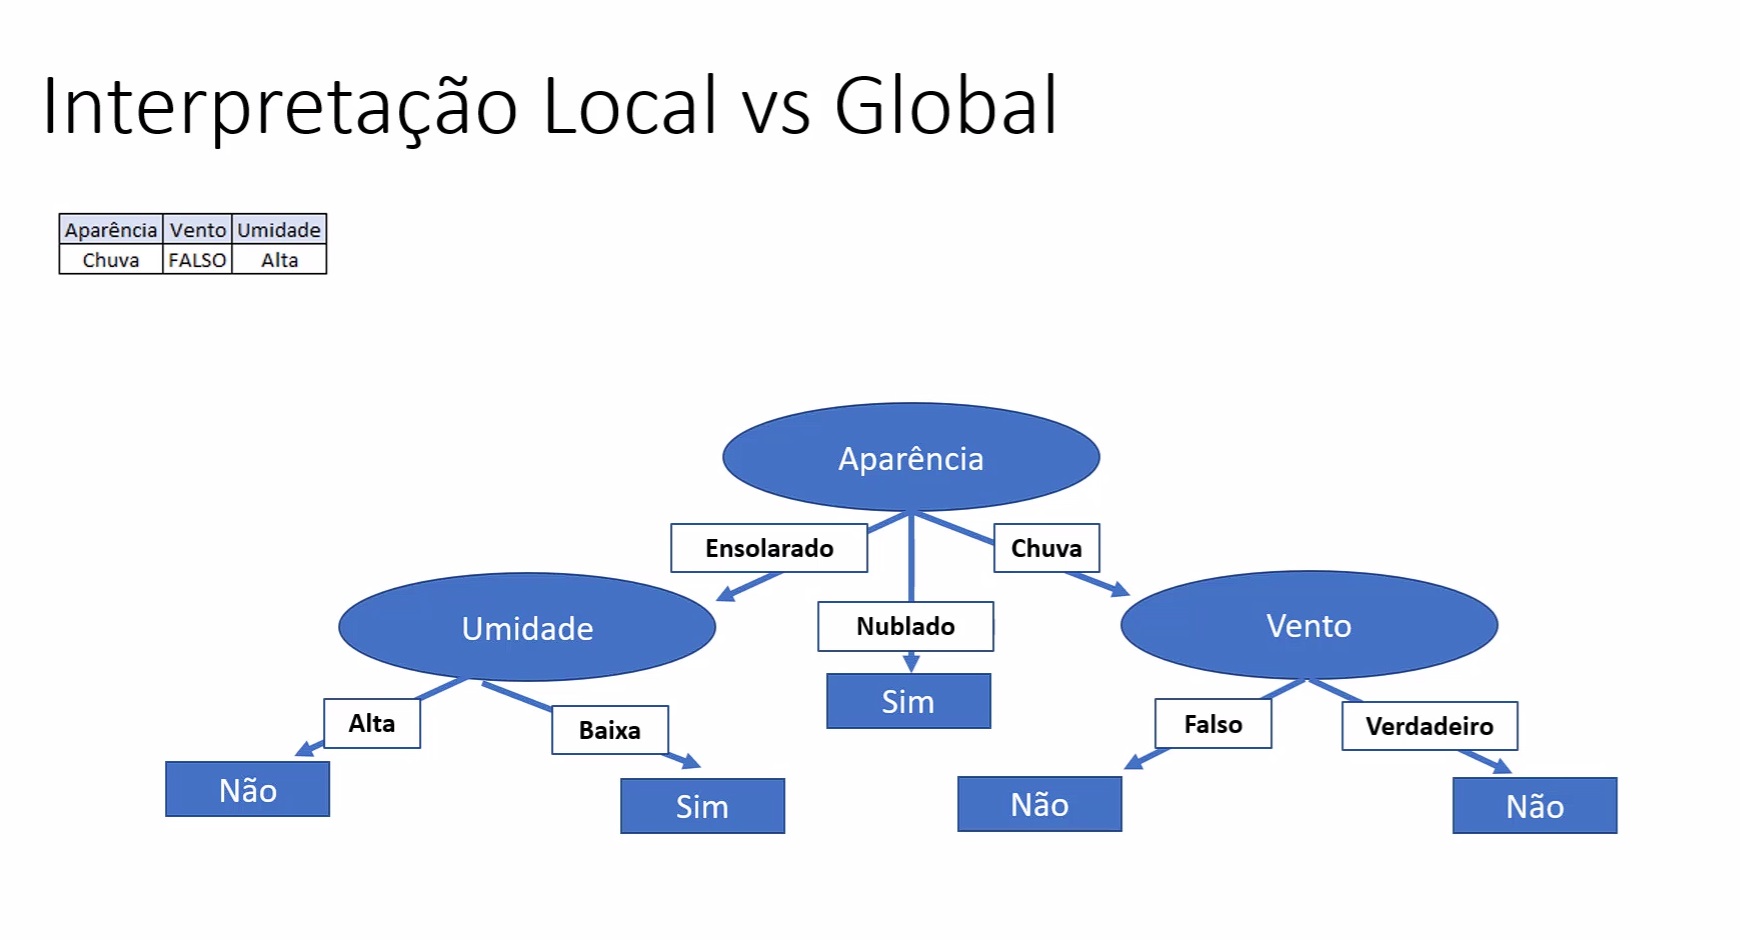 Interpretação Local vs Global
Aparência Vento Umidade
Chuva FALSO Alta
Aparência
Ensolarado
Chuva
Umidade
Nublado
Vento
Sim
Alta
Baixa
Falso
Verdadeiro
Não
Sim
Não
Não